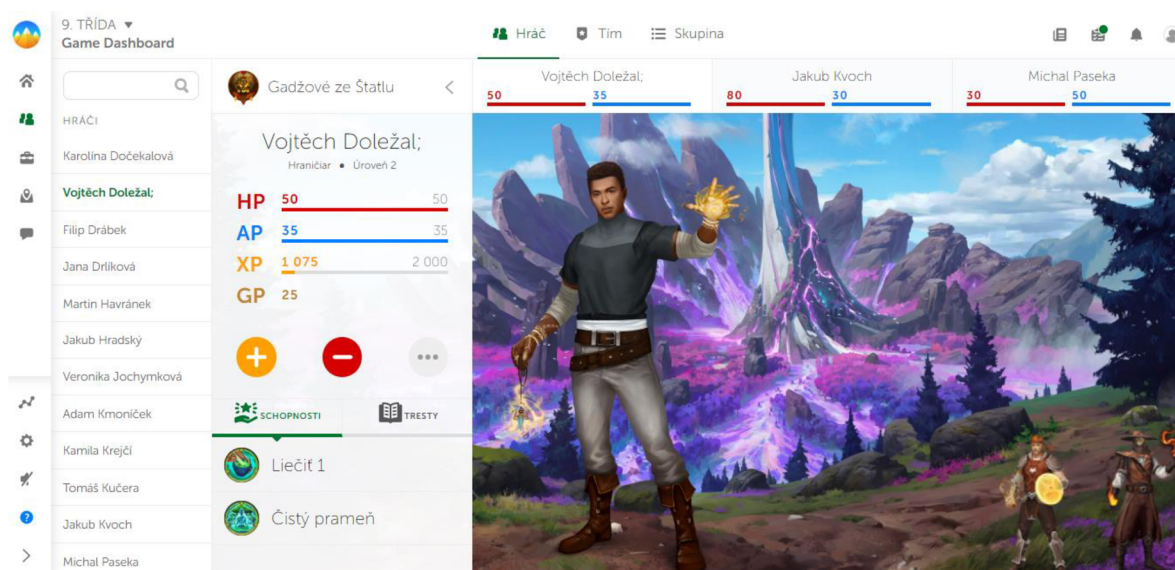 9. TŘÍDA
Game Dashboard
Hráč
Tím
Skupina
HRÁČI
Karolína Dočekalová
Vojtěch Doležal;
Filip Drábek
Jana Drlíková
Martin Havránek
Jakub Hradský
Veronika Jochymková
Adam Kmoníček
Kamila Krejčí
Tomáš Kučera
Jakub Kvoch
Michal Paseka
Gadžové ze Štatlu
Vojtěch Doležal;
Hraničiar • Úroveň 2
HP 50 50
AP 35 35
XP 1 075 2 000
GP 25
SCHOPNOSTI
TRESTY
Liečiť 1
Čistý prameň
Vojtěch Doležal;
50 35
Jakub Kvoch
80 30
Michal Paseka
30 50